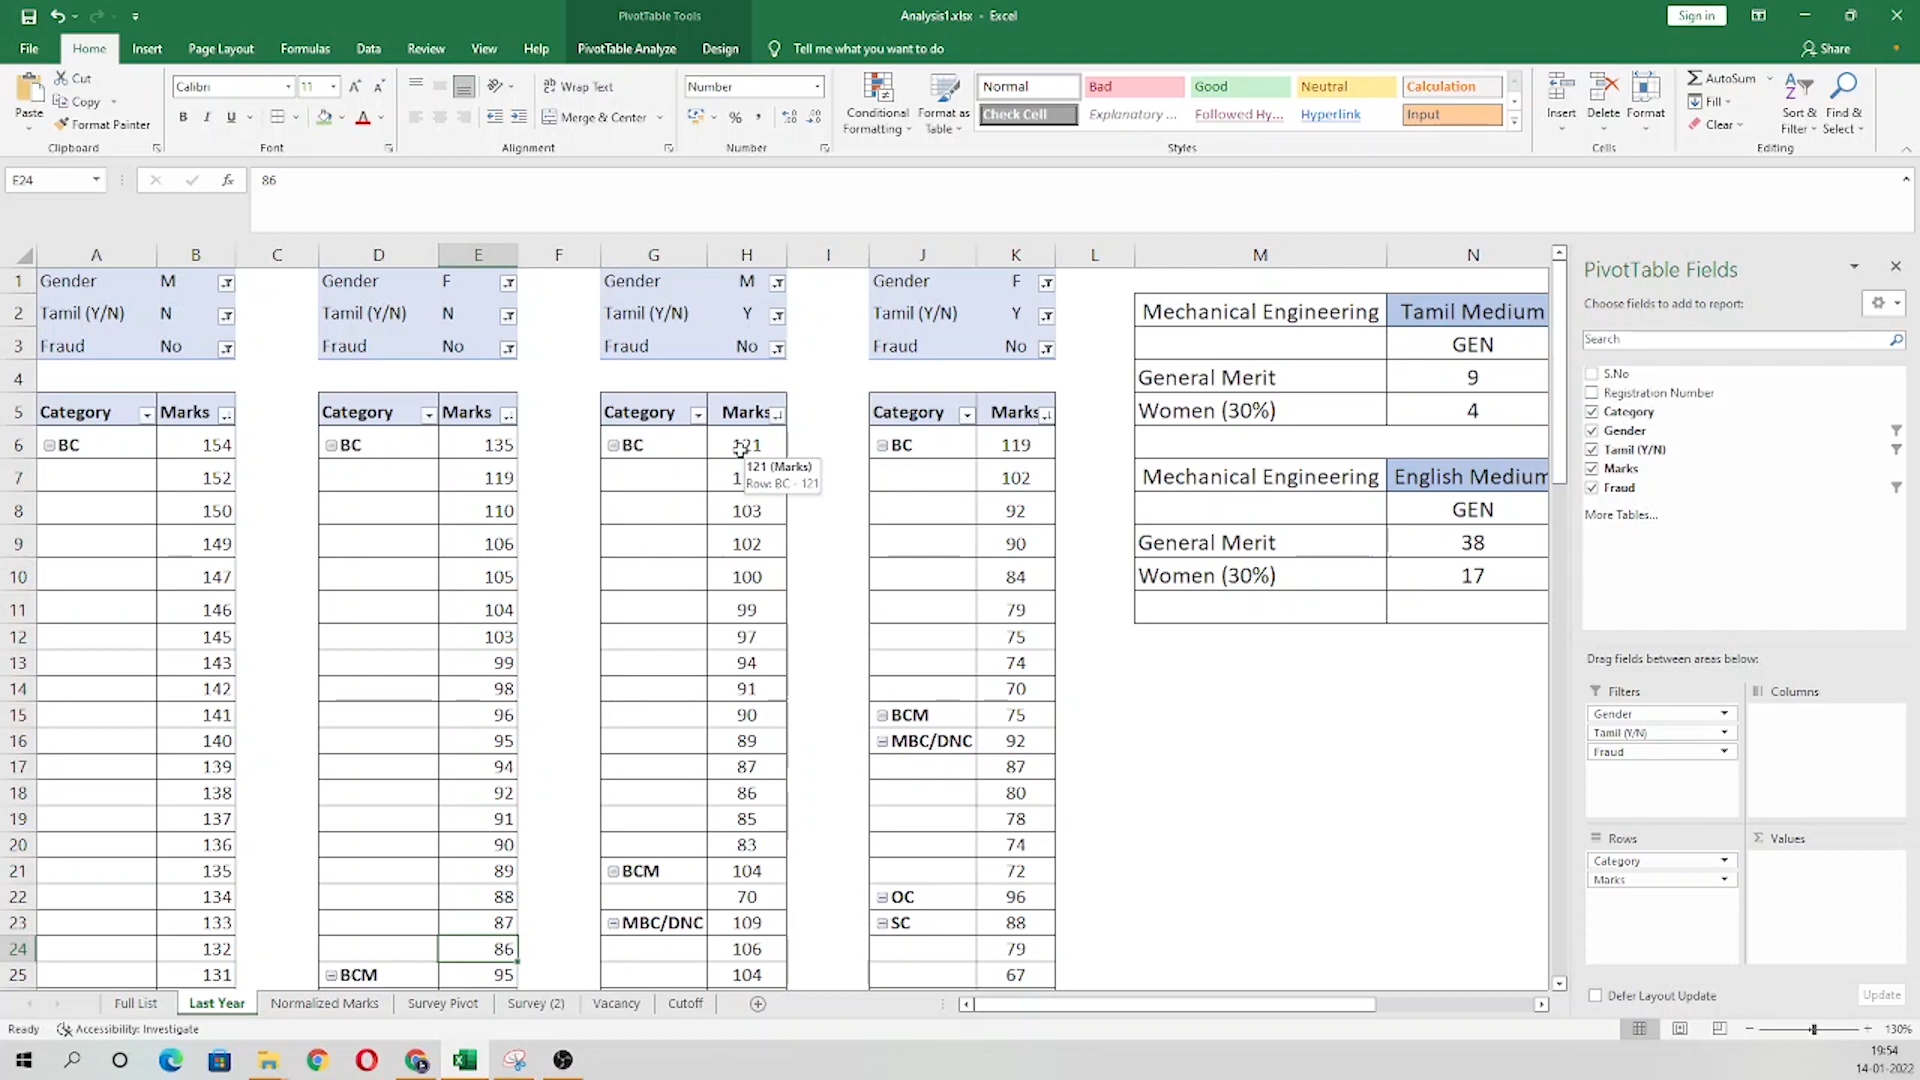 PivotTable Tools
Analysis1.xlsx - Excel
Sign in
File Home Insert Page Layout Formulas Data Review View Help PivotTable Analyze Design Tell me what you want to do Share
Paste Cut Copy Format Painter Clipboard
Calibri 11 B I U A A A Font
Wrap Text Merge & Center Alignment
Number % , Number
Conditional Formatting Format as Table
Normal Bad Good Neutral Calculation
Check Cell Explanatory ... Followed Hy... Hyperlink Input
Styles
Insert Delete Format Cells
AutoSum Fill Clear Sort & Filter Find & Select Editing
E24 fx 86
A B C D E F G H I J K L M N
1 Gender M Gender F Gender M Gender F
2 Tamil (Y/N) N Tamil (Y/N) N Tamil (Y/N) Y Tamil (Y/N) Y Mechanical Engineering Tamil Medium
3 Fraud No Fraud No Fraud No Fraud No GEN
4 General Merit 9
5 Category Marks Category Marks Category Marks Category Marks Women (30%) 4
6 BC 154 BC 135 BC 121 BC 119
7 152 119 102 Mechanical Engineering English Medium
121 (Marks)
Row: BC - 121
8 150 110 103 92 GEN
9 149 106 102 90 General Merit 38
10 147 105 100 84 Women (30%) 17
11 146 104 99 79
12 145 103 97 75
13 143 99 94 74
14 142 98 91 70
15 141 96 90 BCM 75
16 140 95 89 MBC/DNC 92
17 139 94 87 87
18 138 92 86 80
19 137 91 85 78
20 136 90 83 74
21 135 89 BCM 104 72
22 134 88 70 OC 96
23 133 87 MBC/DNC 109 SC 88
24 132 86 106 79
25 131 BCM 95 104 67
PivotTable Fields
Choose fields to add to report:
Search
S.No
Registration Number
Category
Gender
Tamil (Y/N)
Marks
Fraud
More Tables...
Drag fields between areas below:
Filters Columns
Gender
Tamil (Y/N)
Fraud
Rows Σ Values
Category
Marks
Defer Layout Update Update
Full List Last Year Normalized Marks Survey Pivot Survey (2) Vacancy Cutoff
Ready Accessibility: Investigate 130%
19:54
14-01-2022